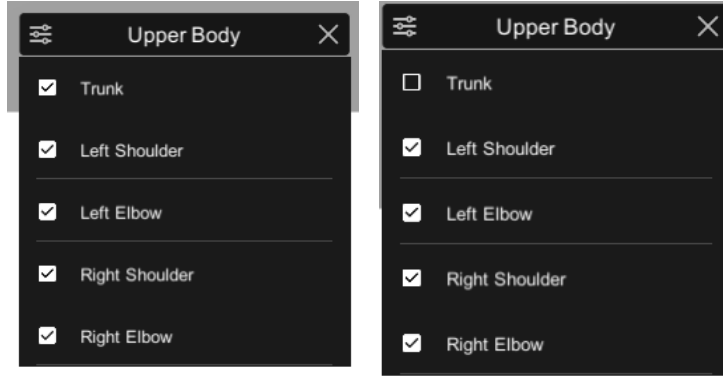 Upper Body
Trunk
Left Shoulder
Left Elbow
Right Shoulder
Right Elbow
Upper Body
Trunk
Left Shoulder
Left Elbow
Right Shoulder
Right Elbow